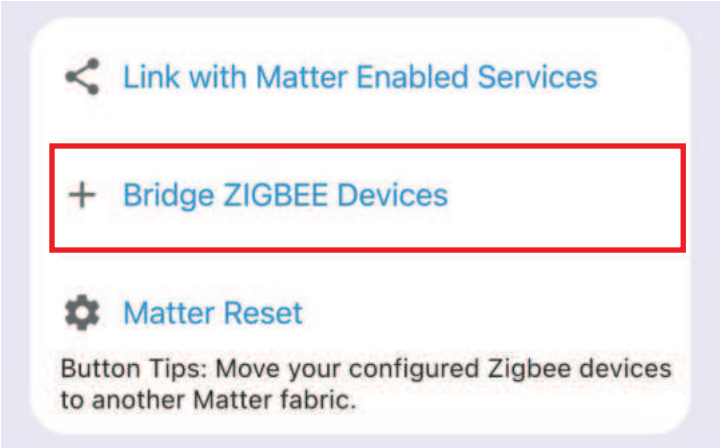 Link with Matter Enabled Services
Bridge ZIGBEE Devices
Matter Reset
Button Tips: Move your configured Zigbee devices
to another Matter fabric.